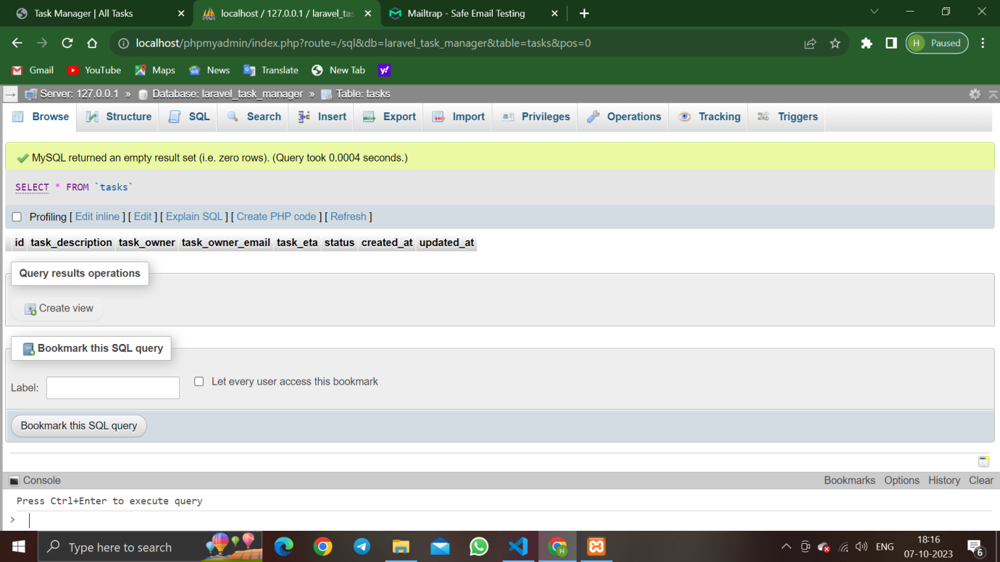 Task Manager | All Tasks
localhost / 127.0.0.1 / laravel_tas
Mailtrap - Safe Email Testing
localhost/phpmyadmin/index.php?route=/sql&db=laravel_task_manager&table=tasks&pos=0
H Paused
Gmail YouTube Maps News Translate New Tab y!
Server: 127.0.0.1 » Database: laravel_task_manager » Table: tasks
Browse Structure SQL Search Insert Export Import Privileges Operations Tracking Triggers
MySQL returned an empty result set (i.e. zero rows). (Query took 0.0004 seconds.)
SELECT * FROM `tasks`
Profiling [ Edit inline ] [ Edit ] [ Explain SQL ] [ Create PHP code ] [ Refresh ]
id task_description task_owner task_owner_email task_eta status created_at updated_at
Query results operations
Create view
Bookmark this SQL query
Label: Let every user access this bookmark
Bookmark this SQL query
Console Bookmarks Options History Clear
Press Ctrl+Enter to execute query
>
Type here to search
ENG
18:16
07-10-2023
6